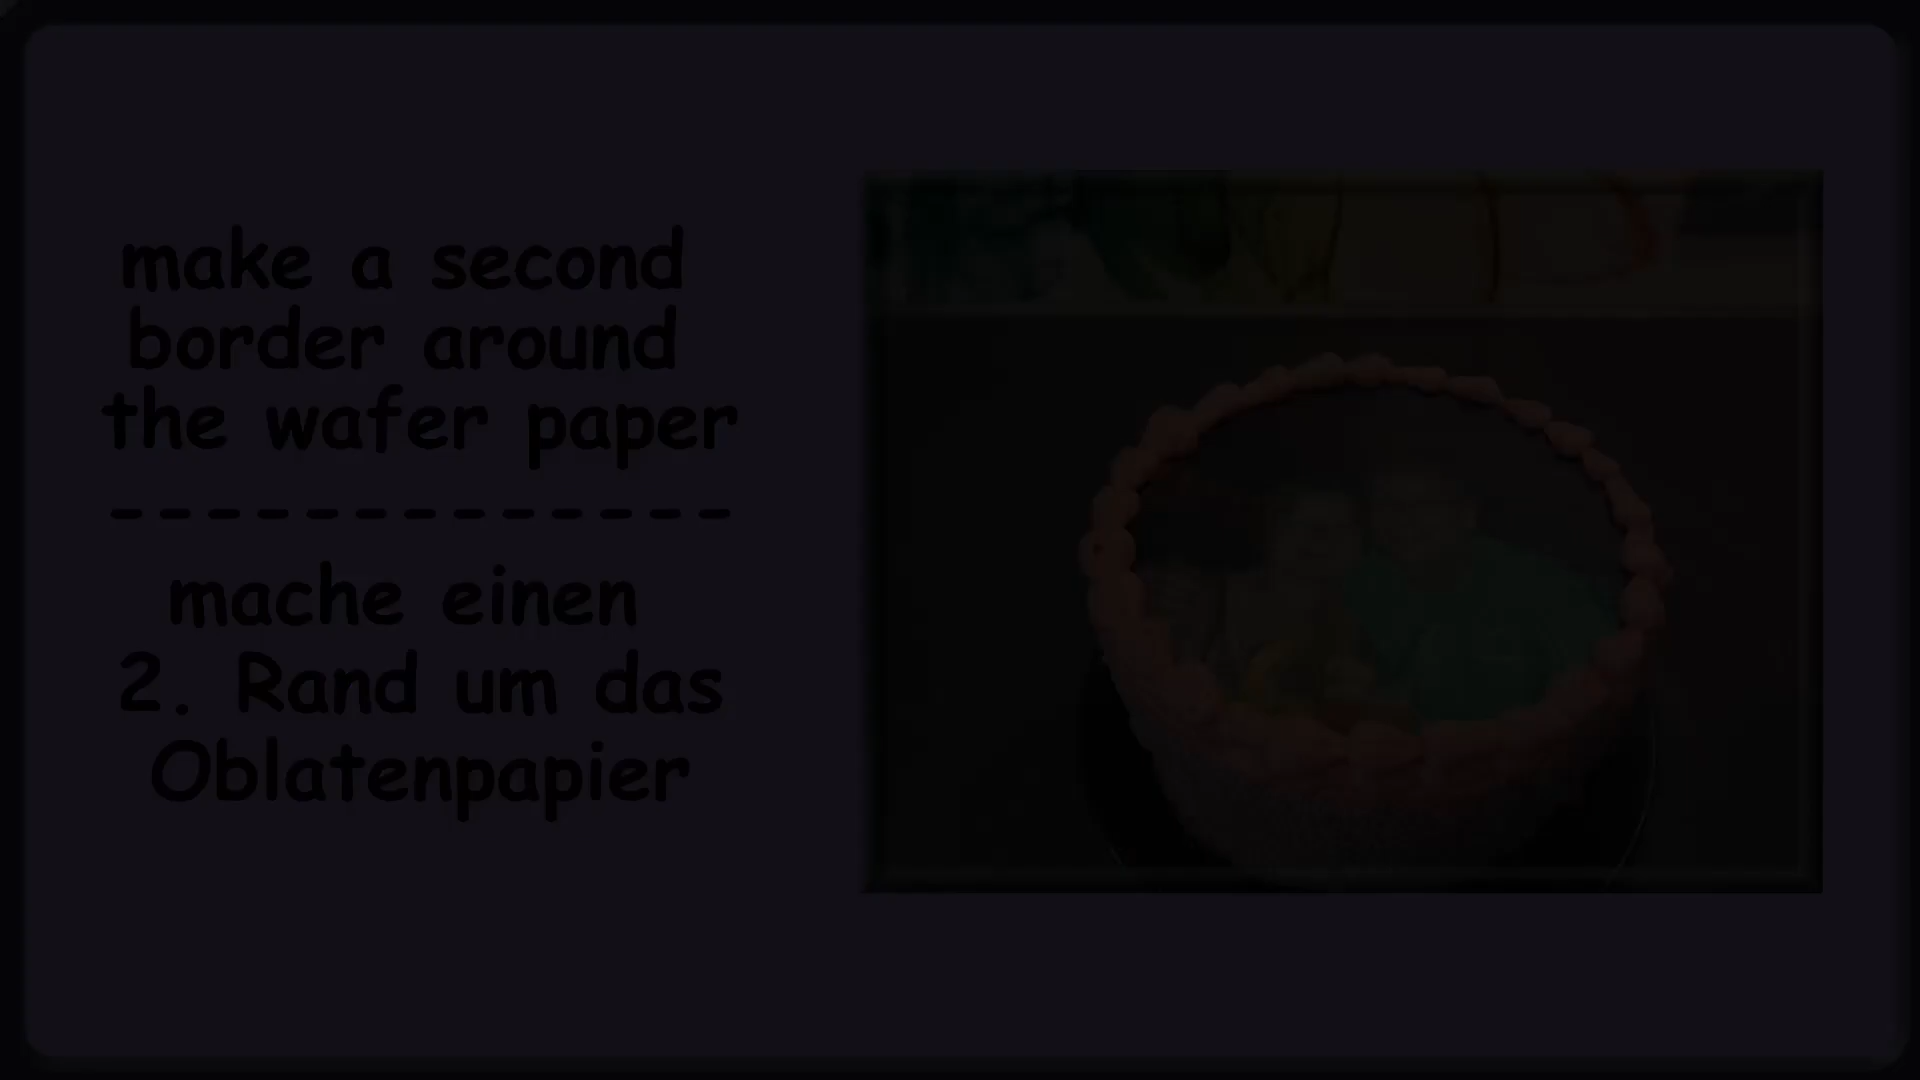 make a second
border around
the wafer paper
-------------
mache einen
2. Rand um das
Oblatenpapier